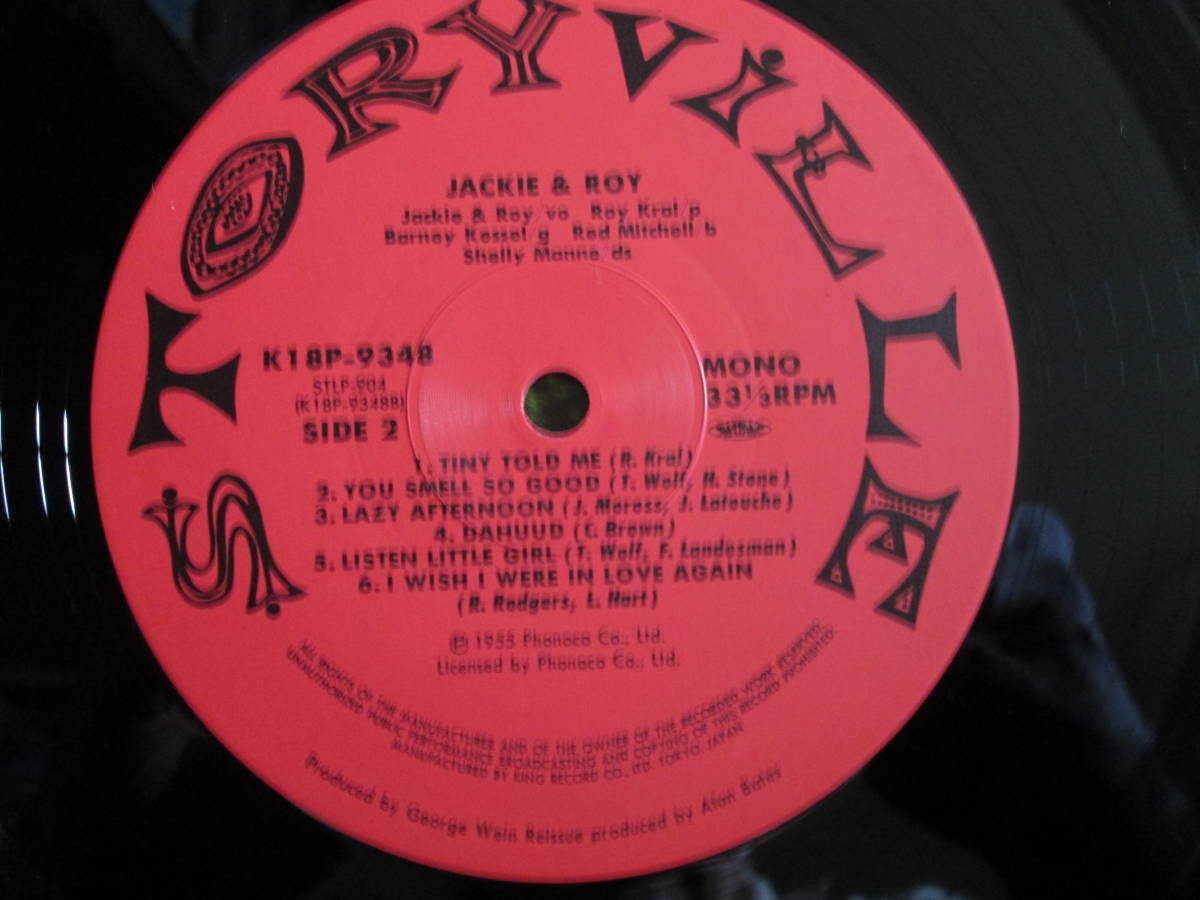 STORYVILLE
JACKIE & ROY
Jackie & Roy/vo Roy Kral/p
Barney Kessel/g Red Mitchell/b
Shelly Manne/ds
K18P-9348
STLP-904
(K18P-9348B)
SIDE 2
MONO
33⅓RPM
1. TINY TOLD ME (R. Kral)
2. YOU SMELL SO GOOD (T. Wolf, H. Stone)
3. LAZY AFTERNOON (J. Moross, J. Latouche)
4. DAHUUD (C. Brown)
5. LISTEN LITTLE GIRL (T. Wolf, F. Landesman)
6. I WISH I WERE IN LOVE AGAIN
(R. Rodgers, L. Hart)
Ⓟ 1955 Phonoco Co., Ltd.
Licensed by Phonoco Co., Ltd.
ALL RIGHTS OF THE MANUFACTURER AND OF THE OWNER OF THE RECORDED WORK RESERVED.
UNAUTHORIZED PUBLIC PERFORMANCE BROADCASTING AND COPYING OF THIS RECORD PROHIBITED.
MANUFACTURED BY KING RECORD CO., LTD. TOKYO, JAPAN
Produced by George Wein Reissue produced by Alan Bates